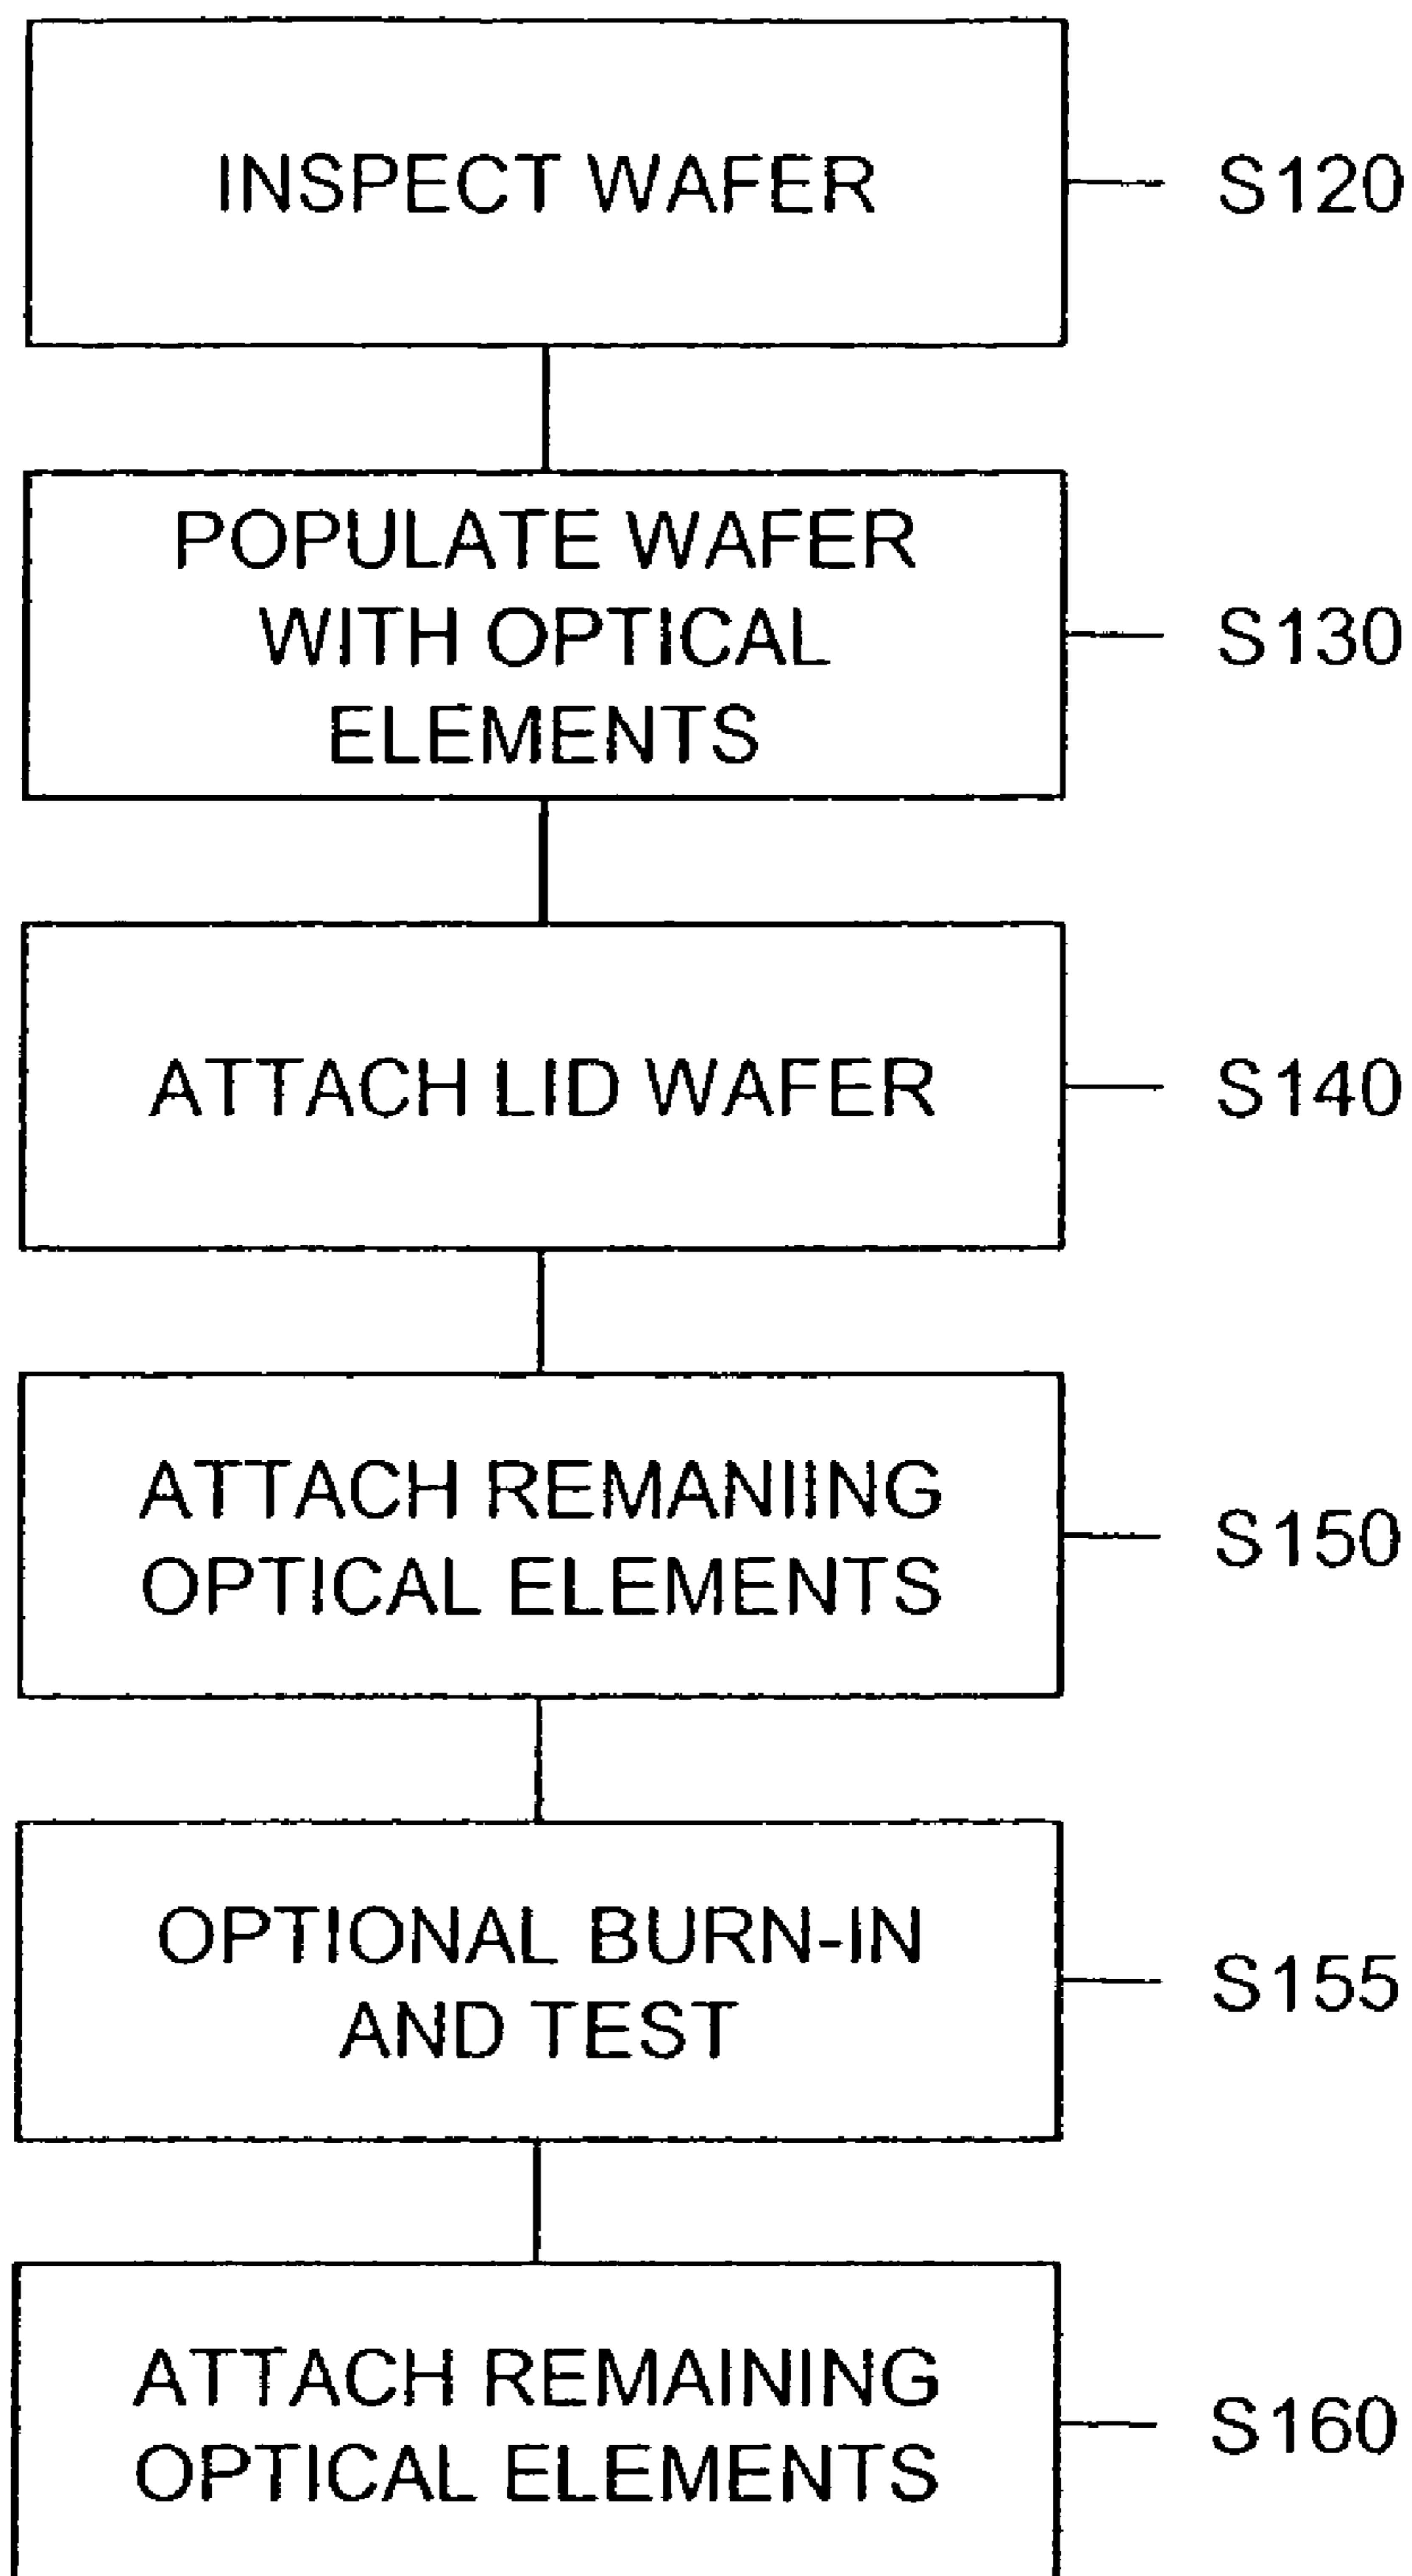 INSPECT WAFER
S120
POPULATE WAFER
WITH OPTICAL
ELEMENTS
S130
ATTACH LID WAFER
S140
ATTACH REMANIING
OPTICAL ELEMENTS
S150
OPTIONAL BURN-IN
AND TEST
S155
ATTACH REMAINING
OPTICAL ELEMENTS
S160